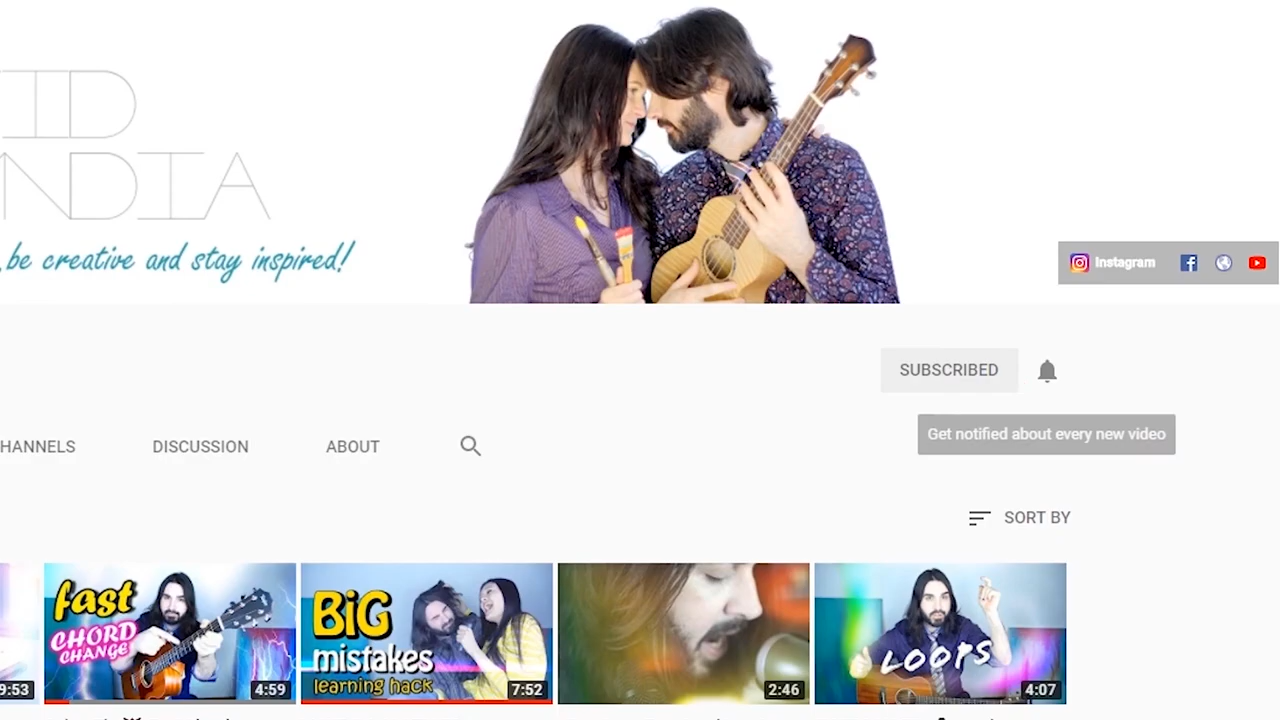 ID
NDIA
be creative and stay inspired!
Instagram
SUBSCRIBED
HANNELS
DISCUSSION
ABOUT
Get notified about every new video
SORT BY
9:53
fast
CHORD
CHANGE
4:59
BiG
mistakes
learning hack
7:52
2:46
LOOPS
4:07